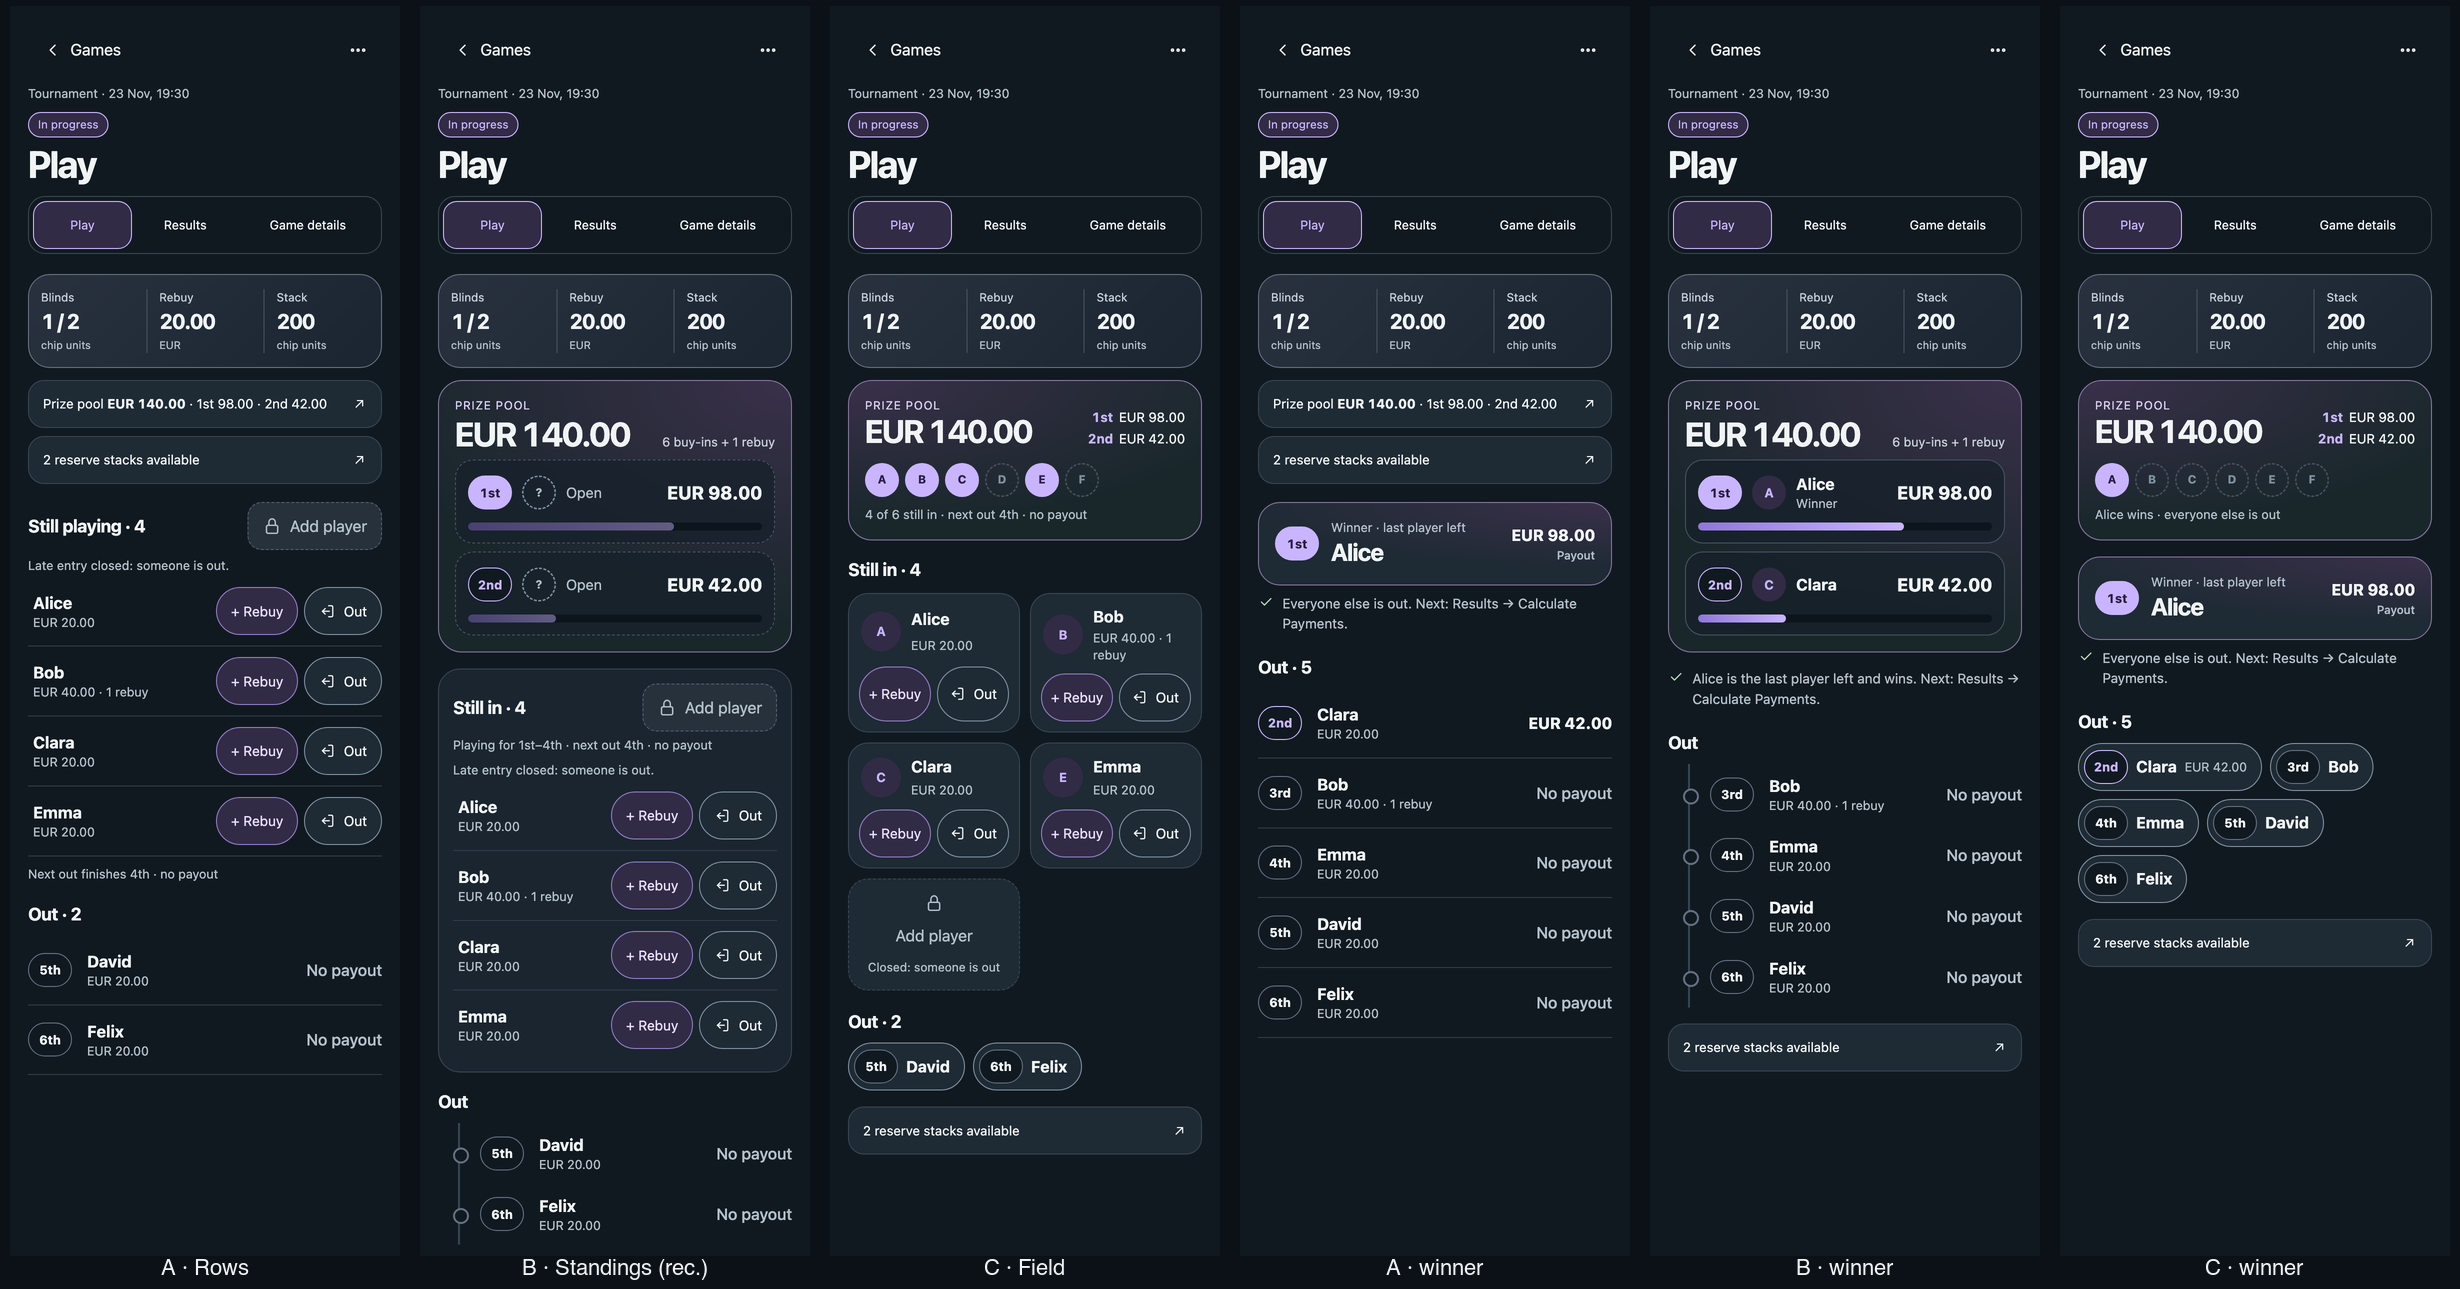 Games
Tournament · 23 Nov, 19:30
In progress
Play
Play Results Game details
Blinds Rebuy Stack
1 / 2 20.00 200
chip units EUR chip units
Prize pool EUR 140.00 · 1st 98.00 · 2nd 42.00
2 reserve stacks available
Still playing · 4 Add player
Late entry closed: someone is out.
Alice
EUR 20.00
+ Rebuy Out
Bob
EUR 40.00 · 1 rebuy
+ Rebuy Out
Clara
EUR 20.00
+ Rebuy Out
Emma
EUR 20.00
+ Rebuy Out
Next out finishes 4th · no payout
Out · 2
5th David No payout
EUR 20.00
6th Felix No payout
EUR 20.00
A · Rows
Games
Tournament · 23 Nov, 19:30
In progress
Play
Play Results Game details
Blinds Rebuy Stack
1 / 2 20.00 200
chip units EUR chip units
PRIZE POOL
EUR 140.00 6 buy-ins + 1 rebuy
1st ? Open EUR 98.00
2nd ? Open EUR 42.00
Still in · 4 Add player
Playing for 1st–4th · next out 4th · no payout
Late entry closed: someone is out.
Alice
EUR 20.00
+ Rebuy Out
Bob
EUR 40.00 · 1 rebuy
+ Rebuy Out
Clara
EUR 20.00
+ Rebuy Out
Emma
EUR 20.00
+ Rebuy Out
Out
5th David No payout
EUR 20.00
6th Felix No payout
EUR 20.00
B · Standings (rec.)
Games
Tournament · 23 Nov, 19:30
In progress
Play
Play Results Game details
Blinds Rebuy Stack
1 / 2 20.00 200
chip units EUR chip units
PRIZE POOL
EUR 140.00
1st EUR 98.00
2nd EUR 42.00
A B C D E F
4 of 6 still in · next out 4th · no payout
Still in · 4
A Alice
EUR 20.00
+ Rebuy Out
B Bob
EUR 40.00 · 1
rebuy
+ Rebuy Out
C Clara
EUR 20.00
+ Rebuy Out
E Emma
EUR 20.00
+ Rebuy Out
Add player
Closed: someone is out
Out · 2
5th David 6th Felix
2 reserve stacks available
C · Field
Games
Tournament · 23 Nov, 19:30
In progress
Play
Play Results Game details
Blinds Rebuy Stack
1 / 2 20.00 200
chip units EUR chip units
Prize pool EUR 140.00 · 1st 98.00 · 2nd 42.00
2 reserve stacks available
1st
Winner · last player left
Alice
EUR 98.00
Payout
Everyone else is out. Next: Results → Calculate
Payments.
Out · 5
2nd Clara EUR 42.00
EUR 20.00
3rd Bob No payout
EUR 40.00 · 1 rebuy
4th Emma No payout
EUR 20.00
5th David No payout
EUR 20.00
6th Felix No payout
EUR 20.00
A · winner
Games
Tournament · 23 Nov, 19:30
In progress
Play
Play Results Game details
Blinds Rebuy Stack
1 / 2 20.00 200
chip units EUR chip units
PRIZE POOL
EUR 140.00 6 buy-ins + 1 rebuy
1st A Alice EUR 98.00
Winner
2nd C Clara EUR 42.00
Alice is the last player left and wins. Next: Results →
Calculate Payments.
Out
3rd Bob No payout
EUR 40.00 · 1 rebuy
4th Emma No payout
EUR 20.00
5th David No payout
EUR 20.00
6th Felix No payout
EUR 20.00
2 reserve stacks available
B · winner
Games
Tournament · 23 Nov, 19:30
In progress
Play
Play Results Game details
Blinds Rebuy Stack
1 / 2 20.00 200
chip units EUR chip units
PRIZE POOL
EUR 140.00
1st EUR 98.00
2nd EUR 42.00
A B C D E F
Alice wins · everyone else is out
1st
Winner · last player left
Alice
EUR 98.00
Payout
Everyone else is out. Next: Results → Calculate
Payments.
Out · 5
2nd Clara EUR 42.00 3rd Bob
4th Emma 5th David
6th Felix
2 reserve stacks available
C · winner